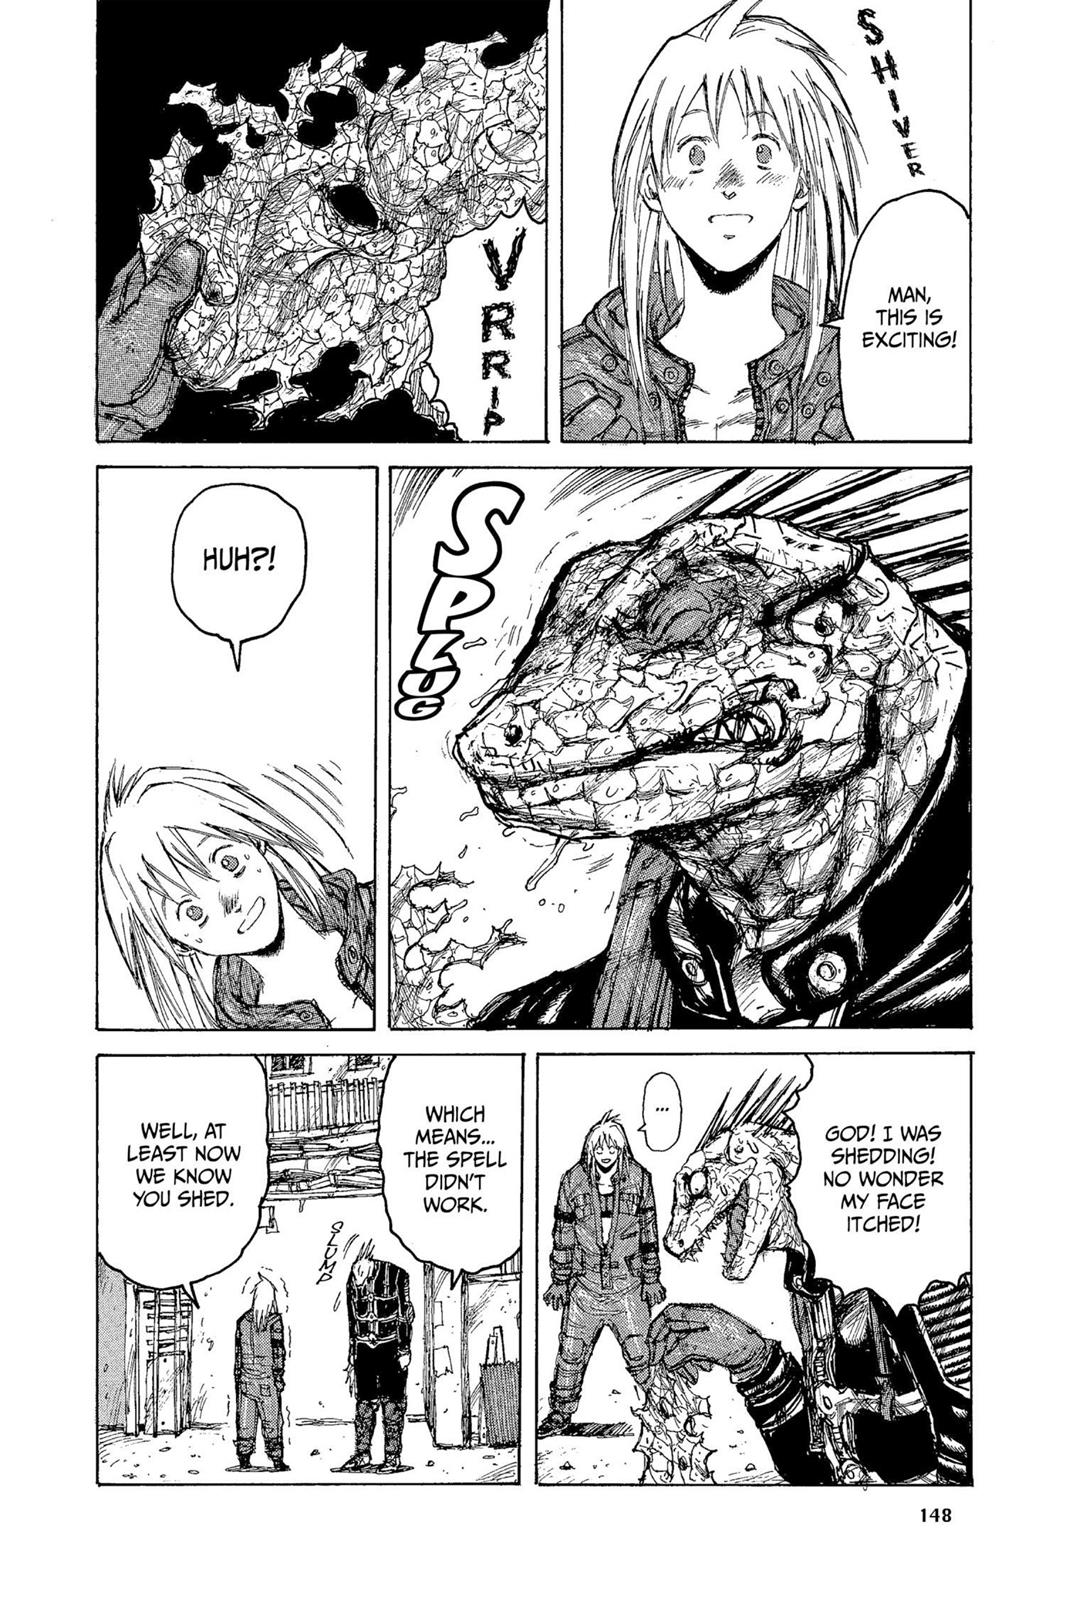 SHIVER
MAN,
THIS IS
EXCITING!
VRRIP
SPLUG
HUH?!
GOD! I WAS
SHEDDING!
NO WONDER
MY FACE
ITCHED!
...
WHICH
MEANS...
THE SPELL
DIDN'T
WORK.
SLUMP
WELL, AT
LEAST NOW
WE KNOW
YOU SHED.
148